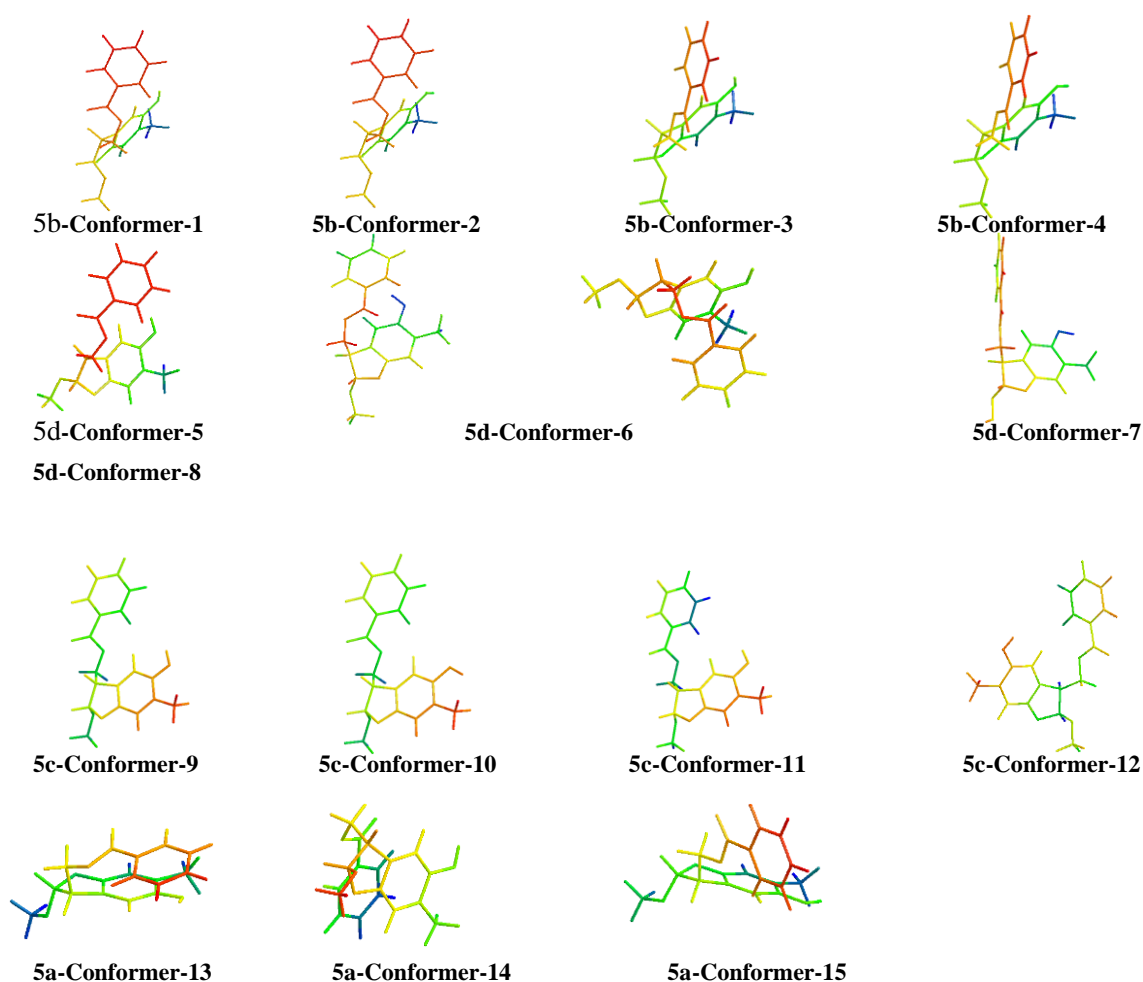 5b-Conformer-1 5b-Conformer-2 5b-Conformer-3 5b-Conformer-4
5d-Conformer-5 5d-Conformer-6 5d-Conformer-7
5d-Conformer-8
5c-Conformer-9 5c-Conformer-10 5c-Conformer-11 5c-Conformer-12
5a-Conformer-13 5a-Conformer-14 5a-Conformer-15